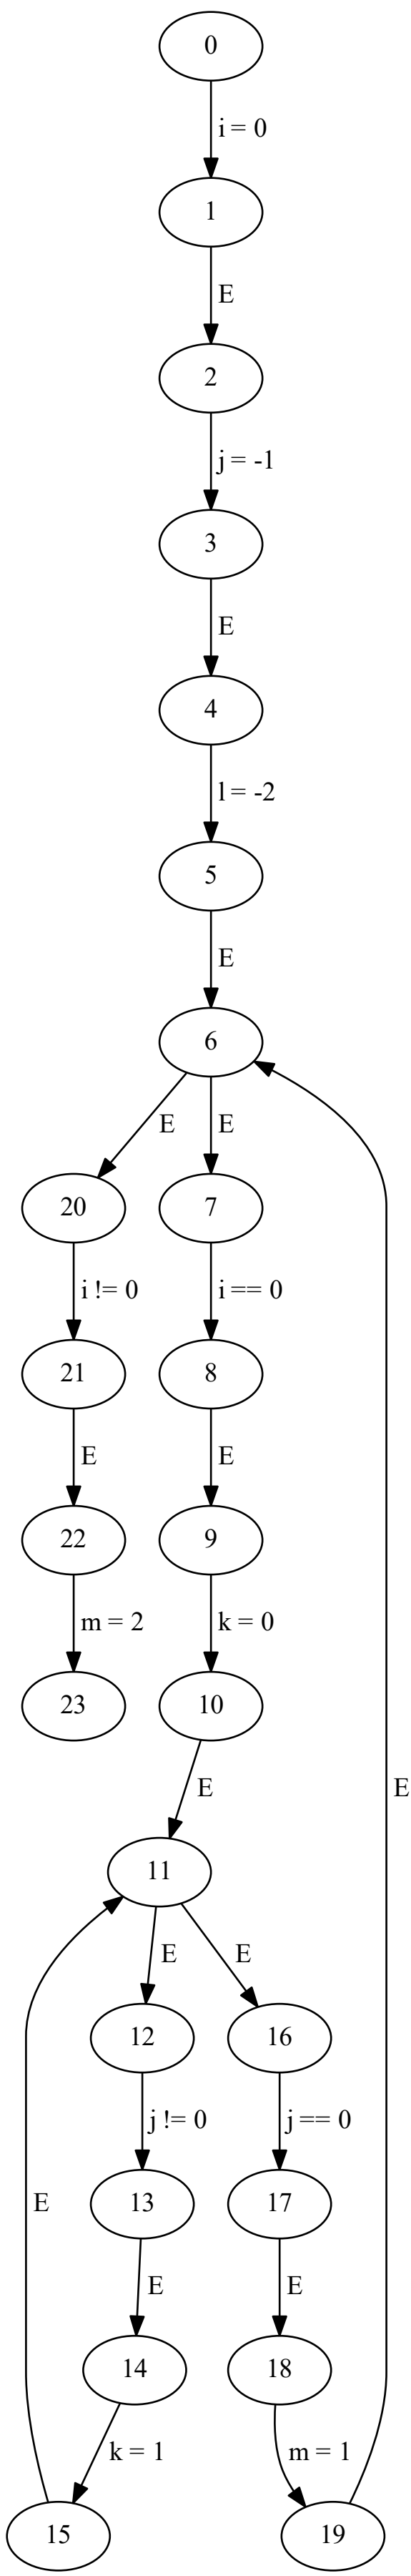 0
i = 0
1
E
2
j = -1
3
E
4
l = -2
5
E
6
E
E
20
7
i != 0
i == 0
21
8
E
E
22
9
m = 2
k = 0
23
10
E
E
11
E
E
12
16
j != 0
j == 0
13
17
E
E
E
14
18
k = 1
m = 1
15
19